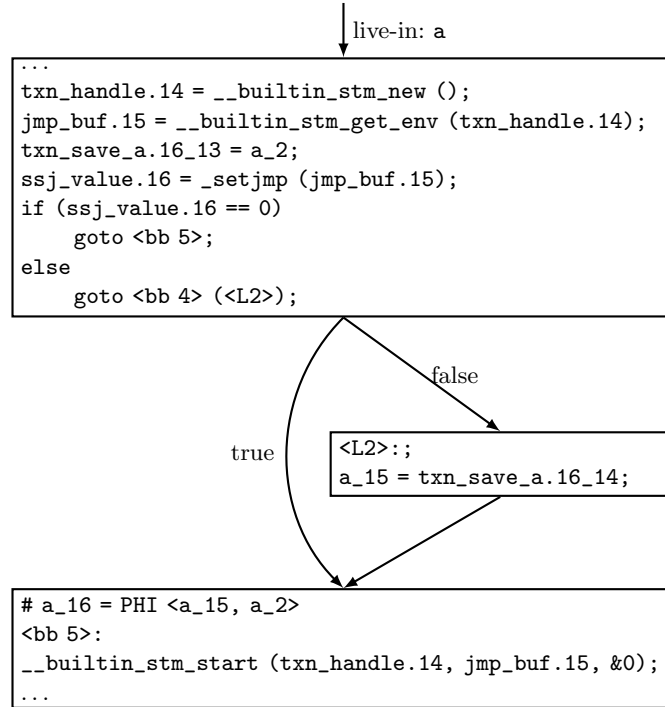 live-in: a
...
txn_handle.14 = __builtin_stm_new ();
jmp_buf.15 = __builtin_stm_get_env (txn_handle.14);
txn_save_a.16_13 = a_2;
ssj_value.16 = _setjmp (jmp_buf.15);
if (ssj_value.16 == 0)
goto <bb 5>;
else
goto <bb 4> (<L2>);
false
true
<L2>:;
a_15 = txn_save_a.16_14;
# a_16 = PHI <a_15, a_2>
<bb 5>:
__builtin_stm_start (txn_handle.14, jmp_buf.15, &0);
...